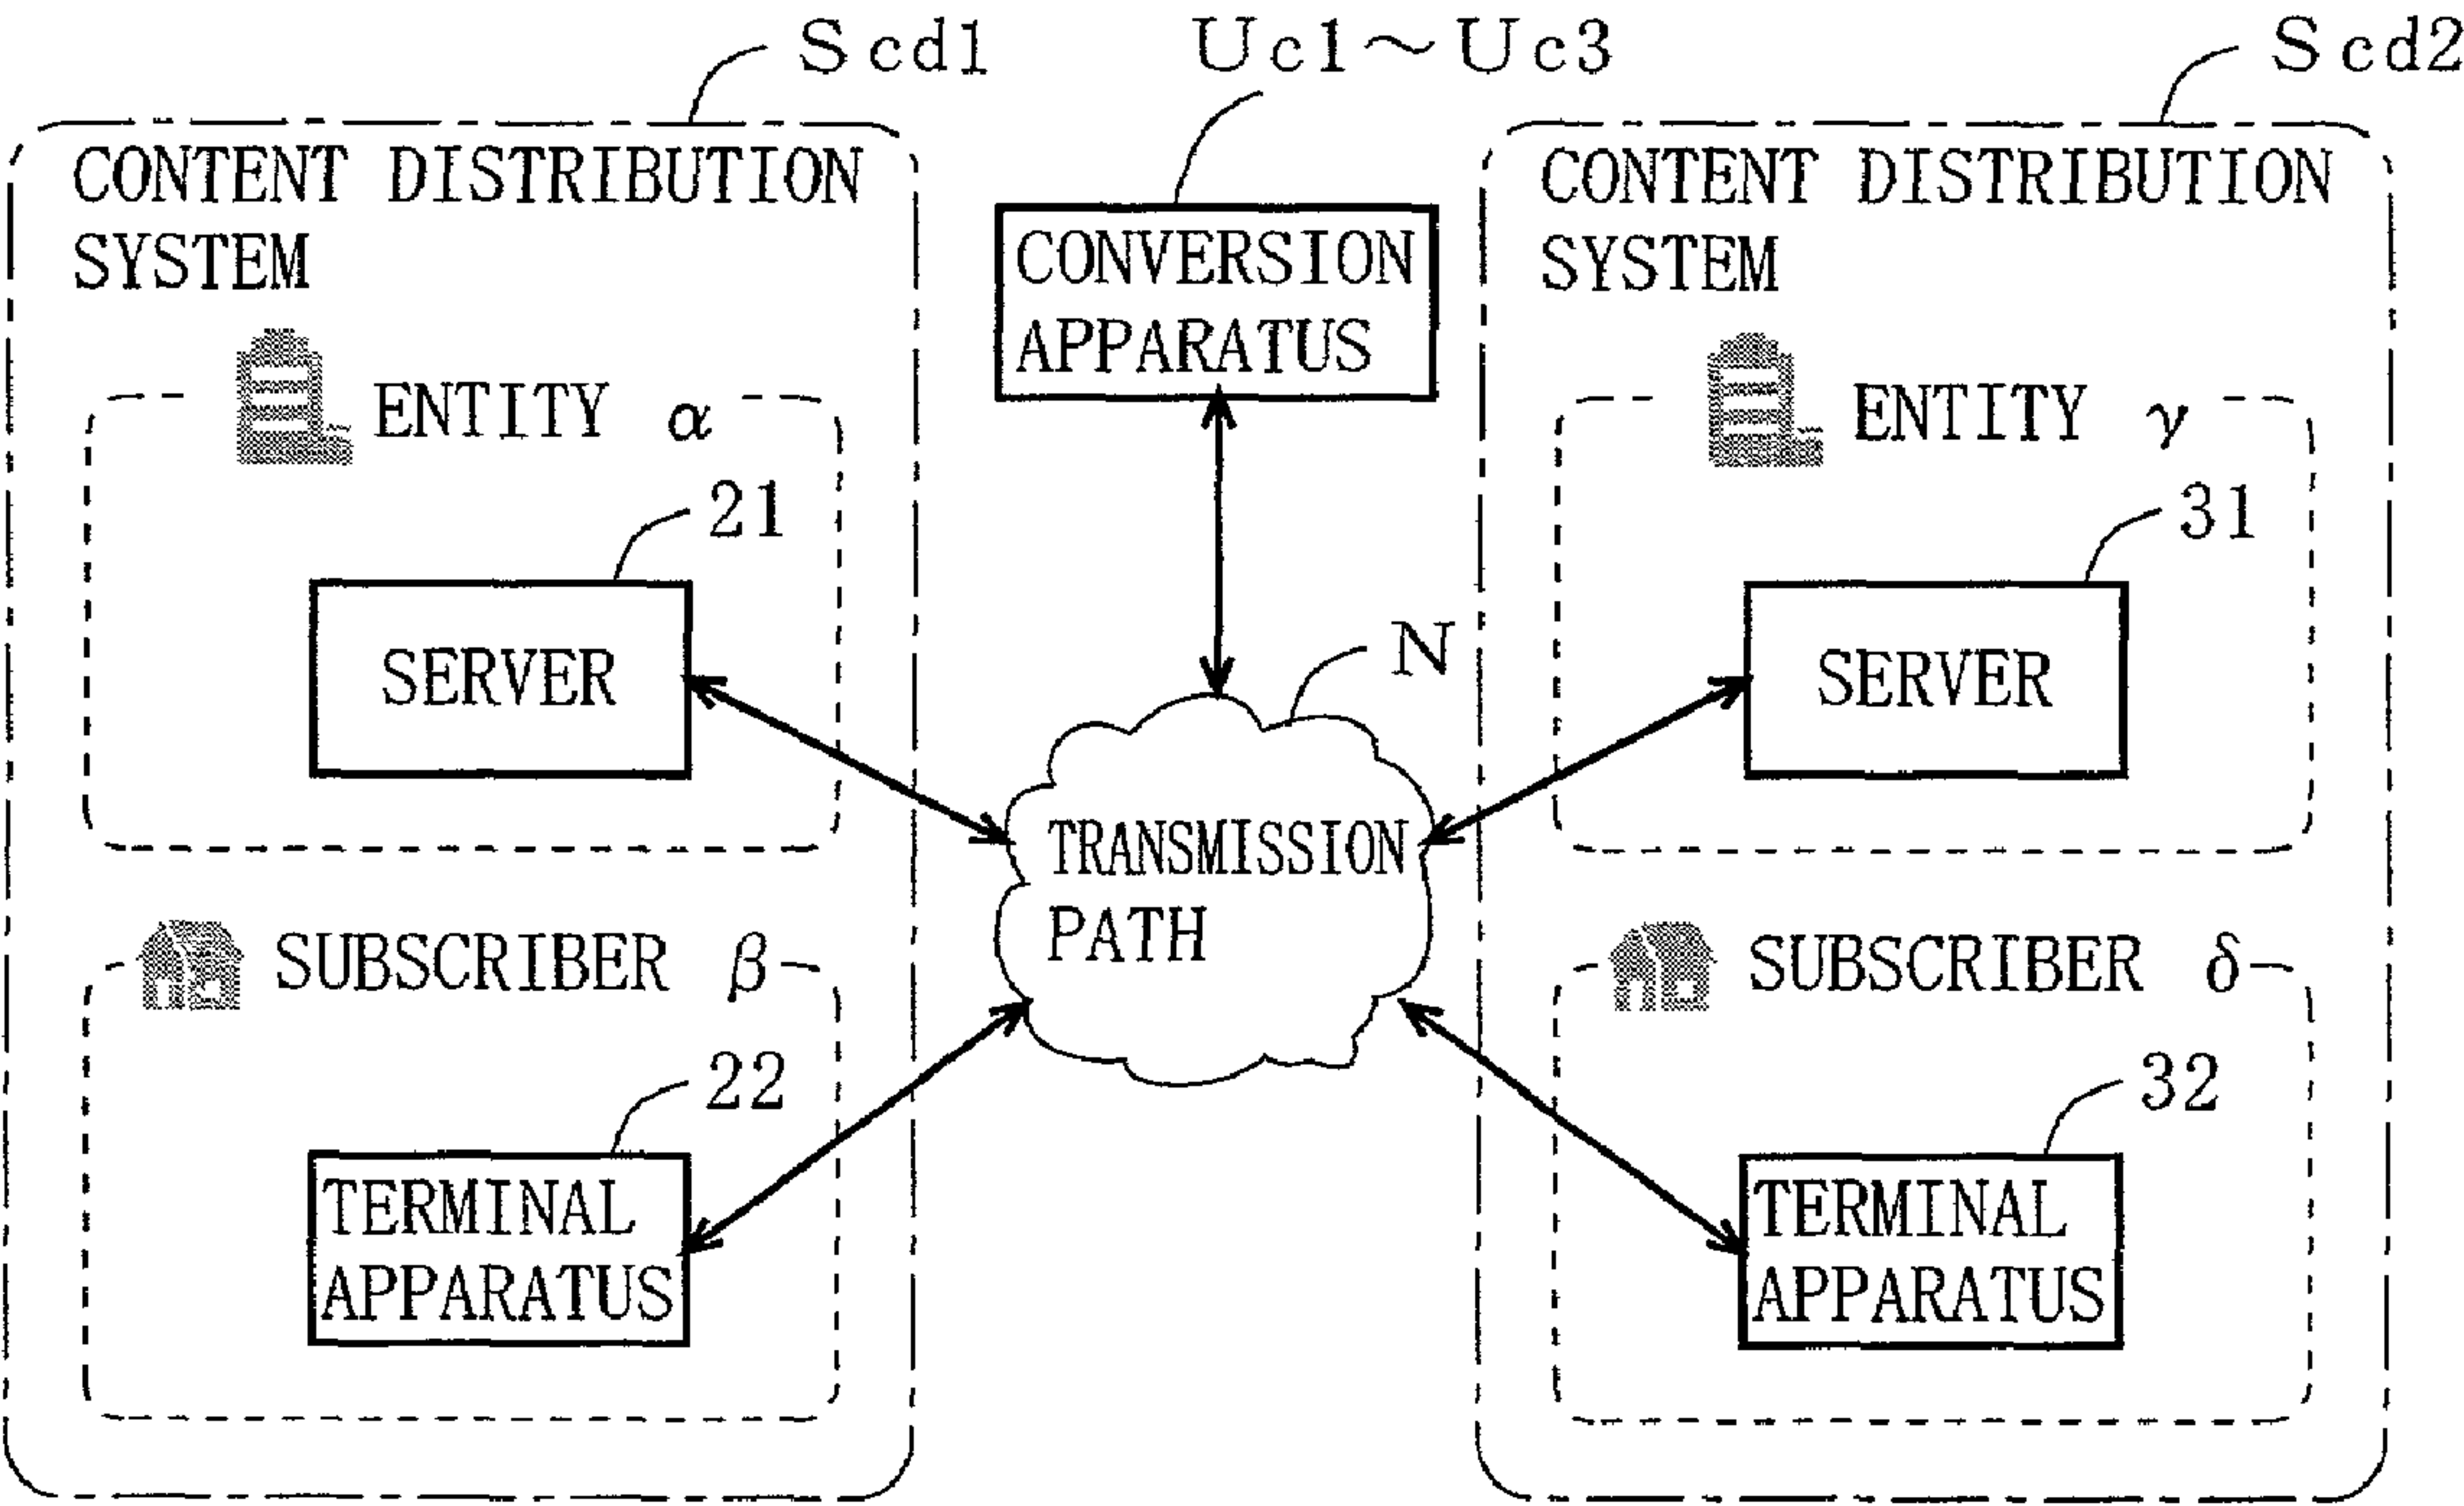 Scd1
Uc1～Uc3
Scd2
CONTENT DISTRIBUTION
SYSTEM
CONVERSION
APPARATUS
CONTENT DISTRIBUTION
SYSTEM
ENTITY α
21
SERVER
ENTITY γ
31
SERVER
N
TRANSMISSION
PATH
SUBSCRIBER β
22
TERMINAL
APPARATUS
SUBSCRIBER δ
32
TERMINAL
APPARATUS